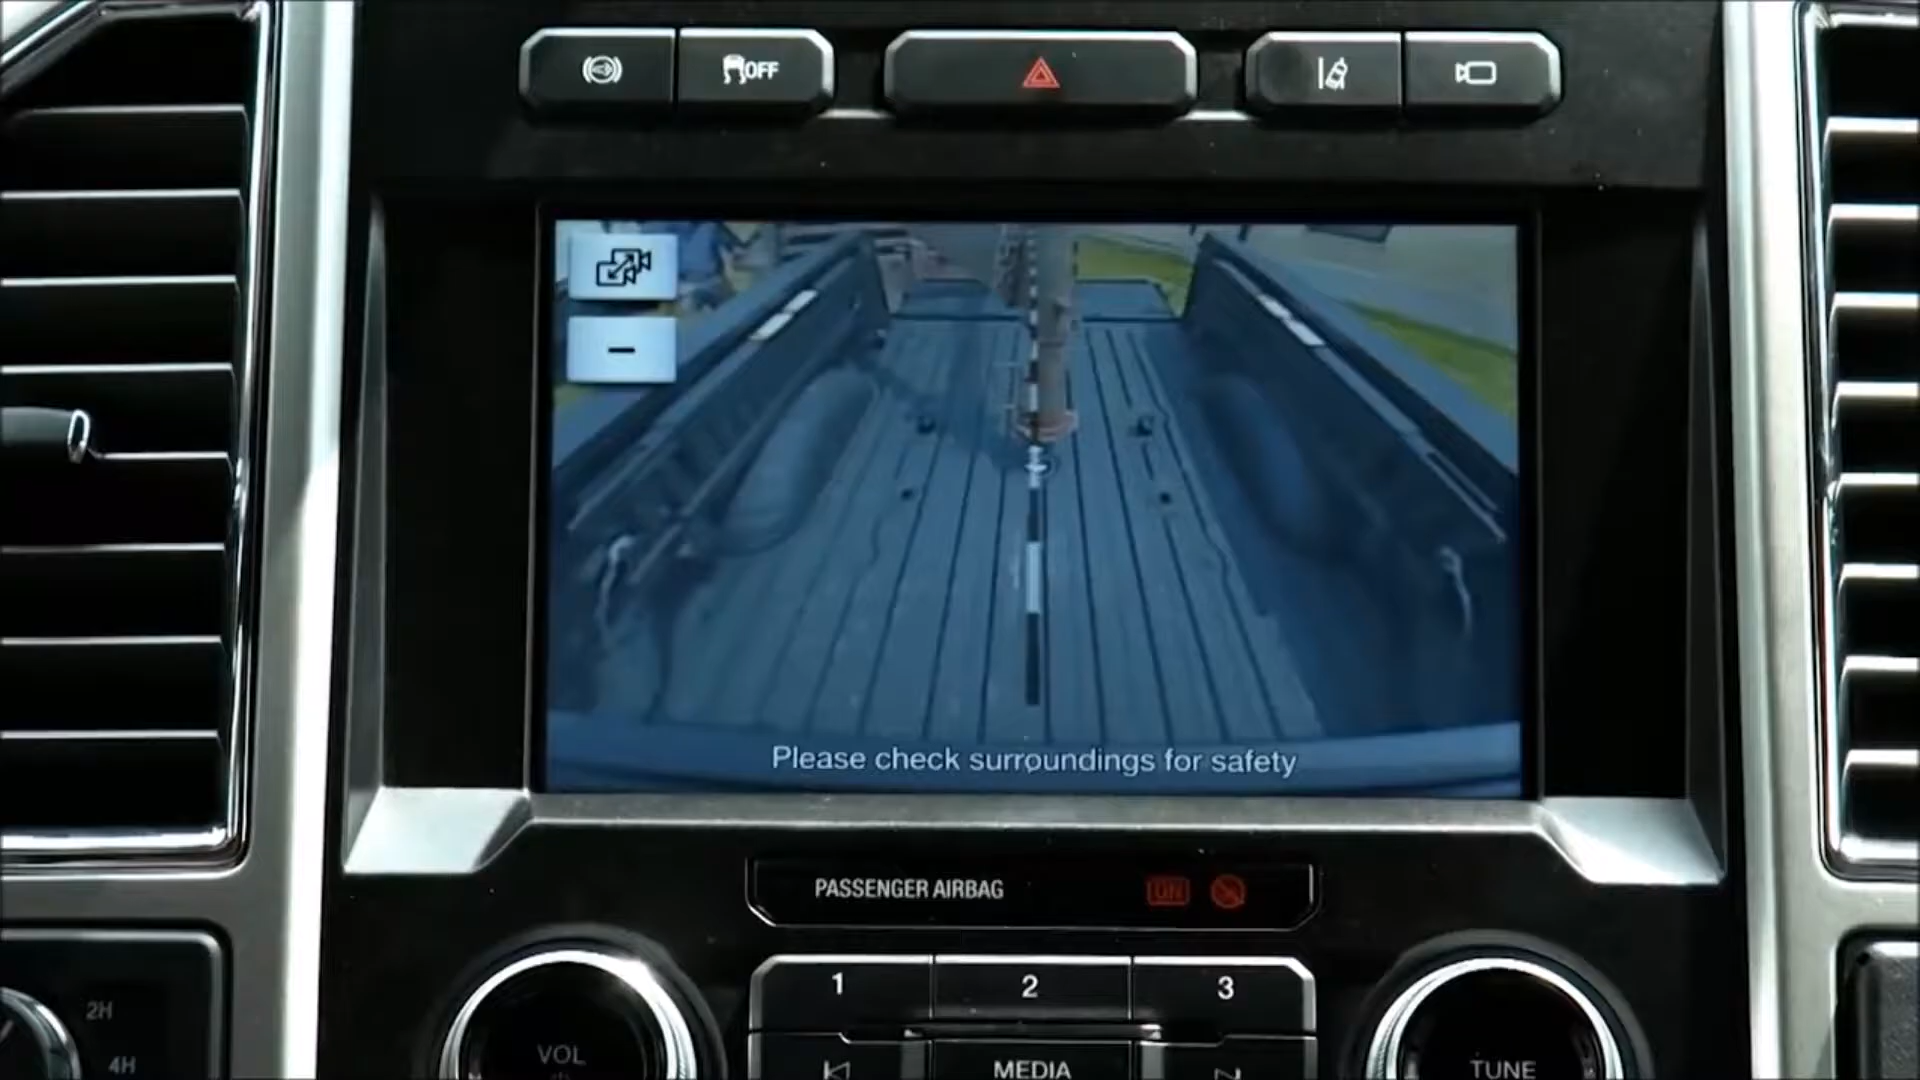 OFF
Please check surroundings for safety
PASSENGER AIRBAG
ON
1
2
3
2H
4H
VOL
MEDIA
TUNE